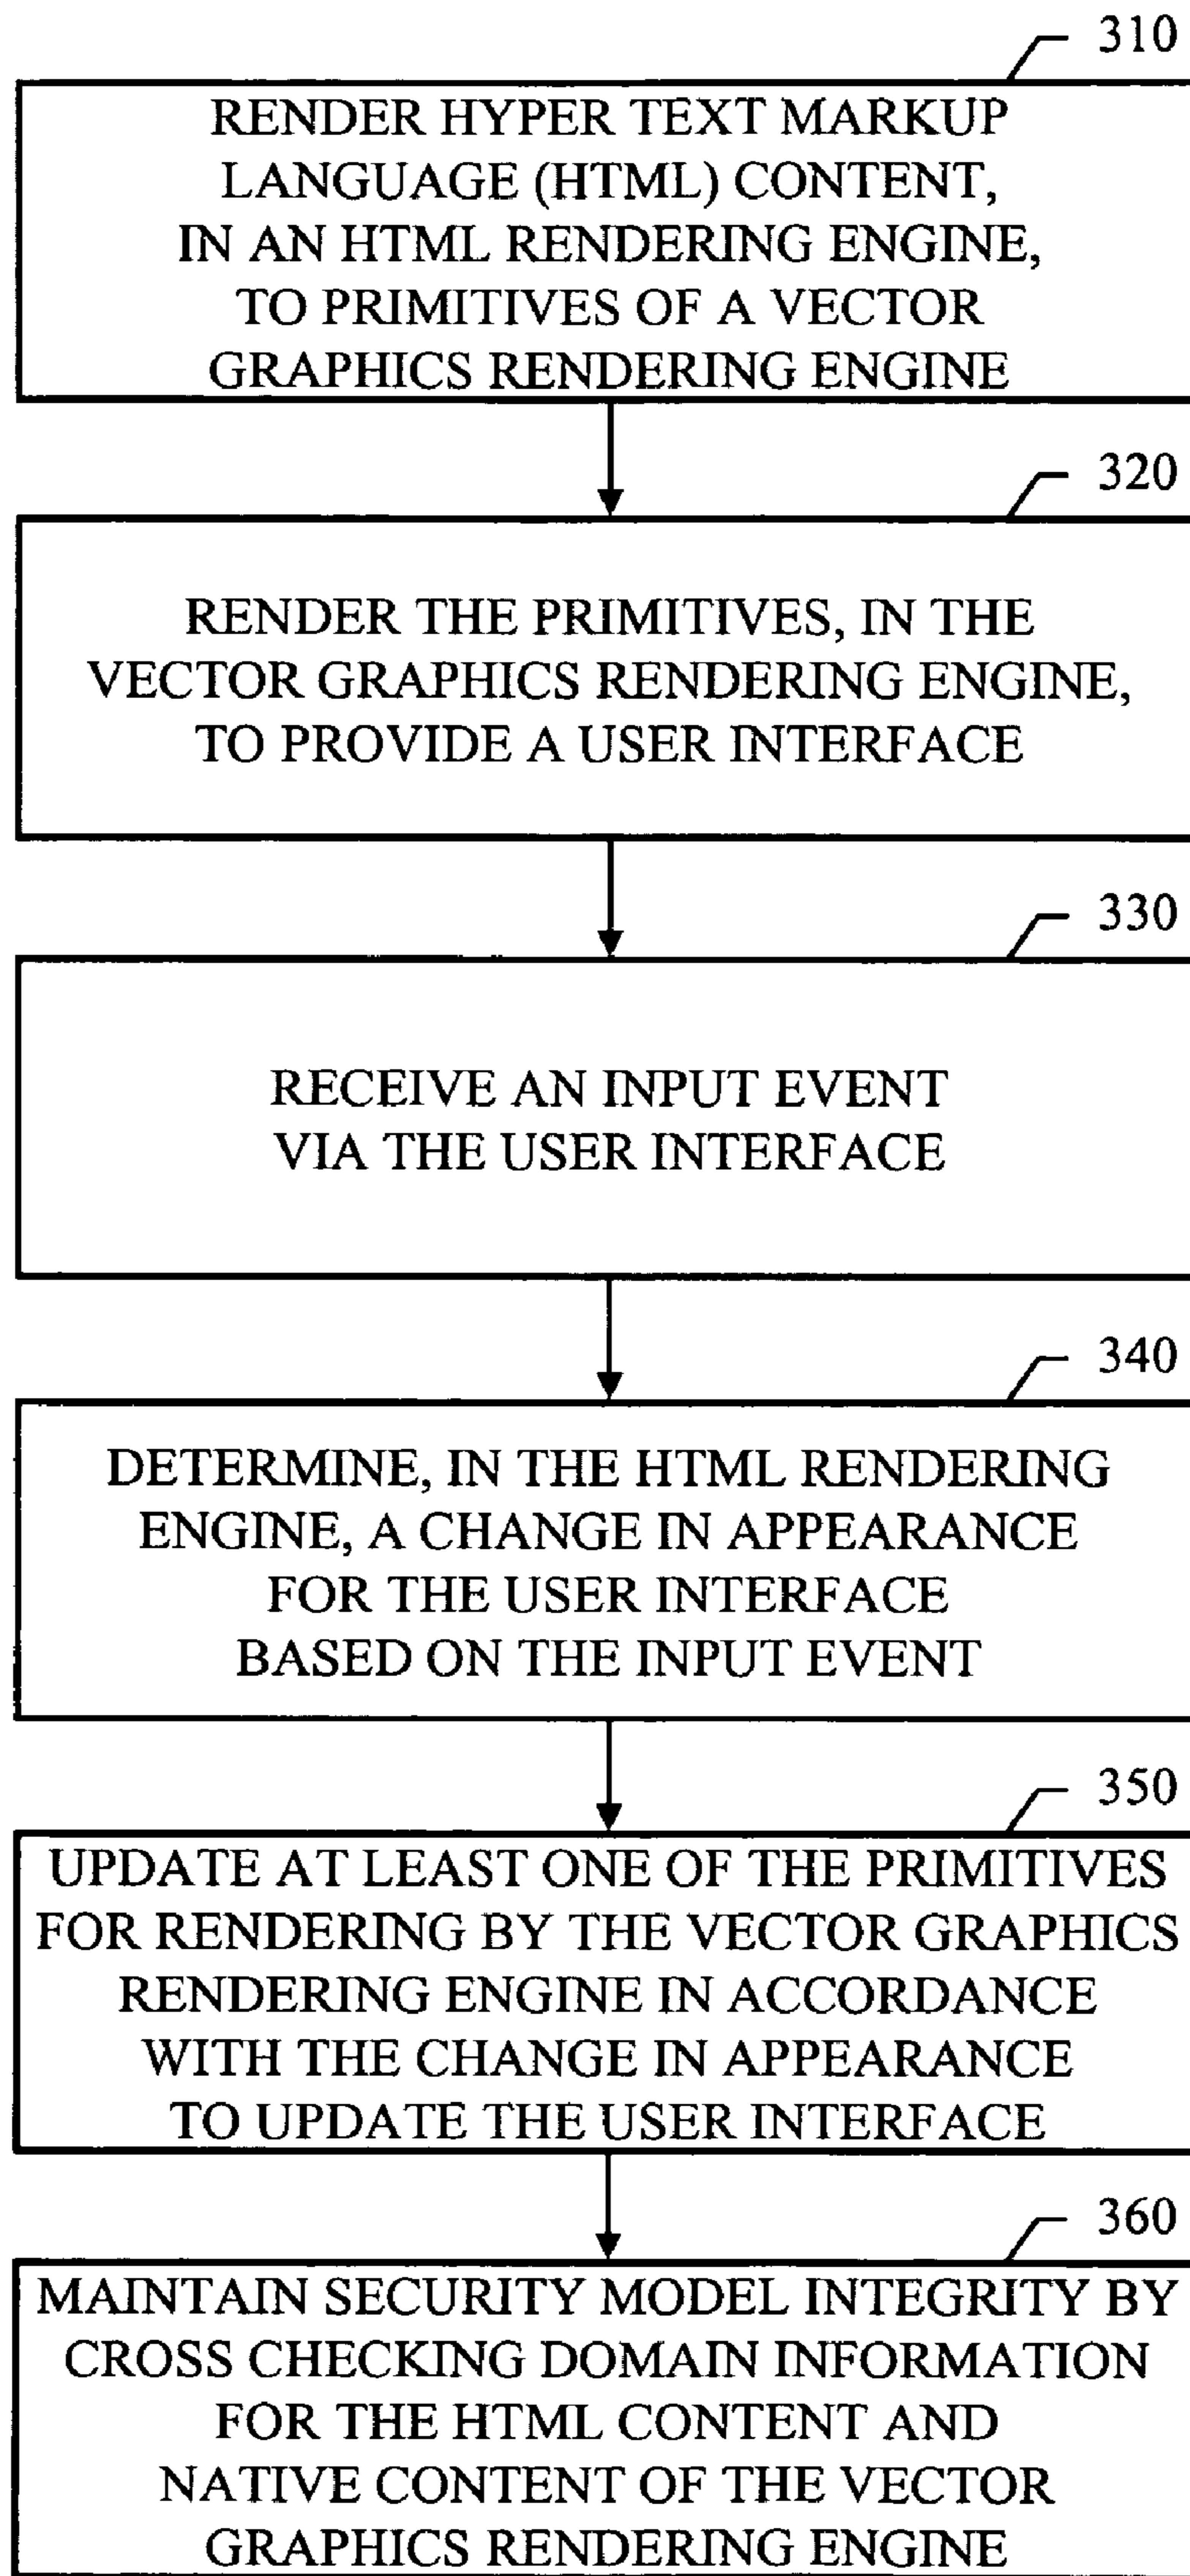 310
RENDER HYPER TEXT MARKUP
LANGUAGE (HTML) CONTENT,
IN AN HTML RENDERING ENGINE,
TO PRIMITIVES OF A VECTOR
GRAPHICS RENDERING ENGINE
320
RENDER THE PRIMITIVES, IN THE
VECTOR GRAPHICS RENDERING ENGINE,
TO PROVIDE A USER INTERFACE
330
RECEIVE AN INPUT EVENT
VIA THE USER INTERFACE
340
DETERMINE, IN THE HTML RENDERING
ENGINE, A CHANGE IN APPEARANCE
FOR THE USER INTERFACE
BASED ON THE INPUT EVENT
350
UPDATE AT LEAST ONE OF THE PRIMITIVES
FOR RENDERING BY THE VECTOR GRAPHICS
RENDERING ENGINE IN ACCORDANCE
WITH THE CHANGE IN APPEARANCE
TO UPDATE THE USER INTERFACE
360
MAINTAIN SECURITY MODEL INTEGRITY BY
CROSS CHECKING DOMAIN INFORMATION
FOR THE HTML CONTENT AND
NATIVE CONTENT OF THE VECTOR
GRAPHICS RENDERING ENGINE